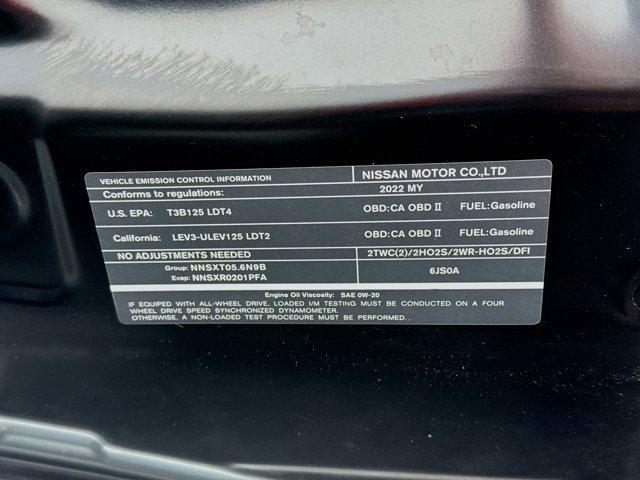 VEHICLE EMISSION CONTROL INFORMATION NISSAN MOTOR CO.,LTD
Conforms to regulations: 2022 MY
U.S. EPA: T3B125 LDT4 OBD:CA OBD II FUEL:Gasoline
California: LEV3-ULEV125 LDT2 OBD:CA OBD II FUEL:Gasoline
NO ADJUSTMENTS NEEDED 2TWC(2)/2HO2S/2WR-HO2S/DFI
Group: NNSXT05.6N9B 6JS0A
Evap: NNSXR0201PFA
Engine Oil Viscosity: SAE 0W-20
IF EQUIPPED WITH ALL-WHEEL DRIVE, LOADED I/M TESTING MUST BE CONDUCTED ON A FOUR
WHEEL DRIVE SPEED SYNCHRONIZED DYNAMOMETER.
OTHERWISE, A NON-LOADED TEST PROCEDURE MUST BE PERFORMED.